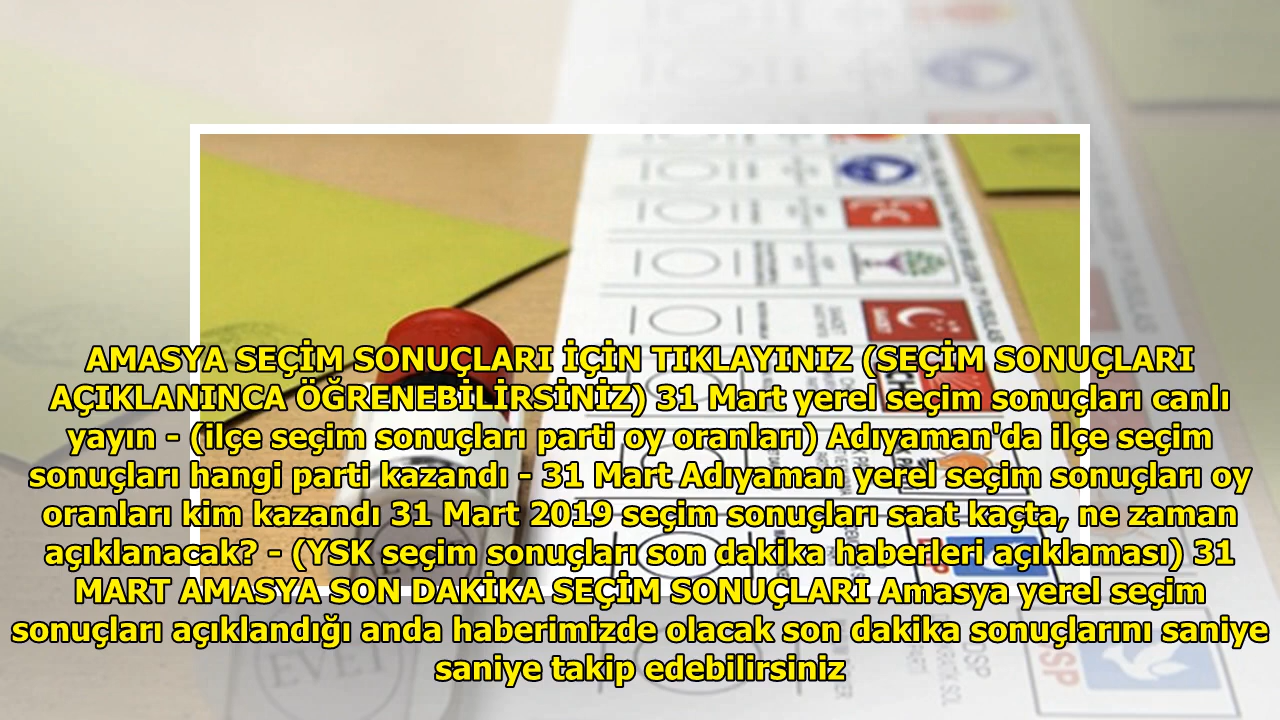 AMASYA SEÇİM SONUÇLARI İÇİN TIKLAYINIZ (SEÇİM SONUÇLARI
AÇIKLANINCA ÖĞRENEBİLİRSİNİZ) 31 Mart yerel seçim sonuçları canlı
yayın - (ilçe seçim sonuçları parti oy oranları) Adıyaman'da ilçe seçim
sonuçları hangi parti kazandı - 31 Mart Adıyaman yerel seçim sonuçları oy
oranları kim kazandı 31 Mart 2019 seçim sonuçları saat kaçta, ne zaman
açıklanacak? - (YSK seçim sonuçları son dakika haberleri açıklaması) 31
MART AMASYA SON DAKİKA SEÇİM SONUÇLARI Amasya yerel seçim
sonuçları açıklandığı anda haberimizde olacak son dakika sonuçlarını saniye
saniye takip edebilirsiniz
EVET
DSP